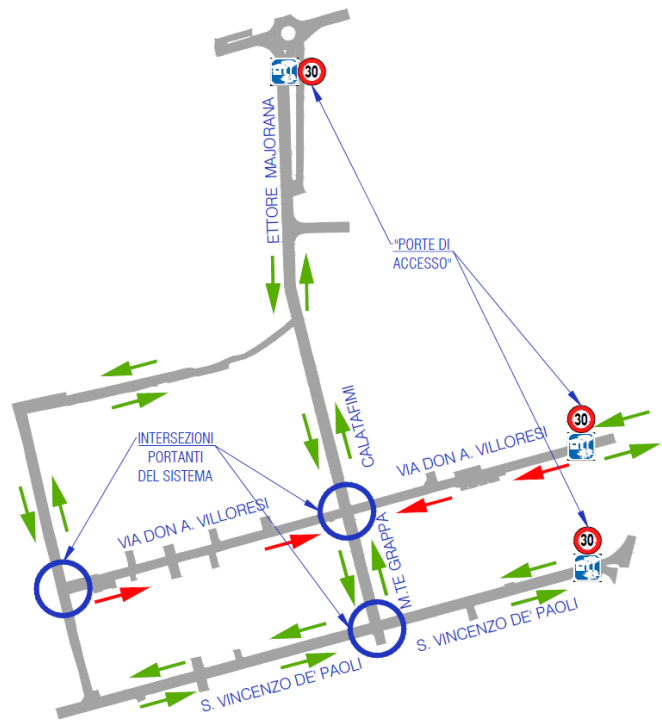 30
ETTORE MAJORANA
"PORTE DI
ACCESSO"
CALATAFIMI
30
INTERSEZIONI
PORTANTI
DEL SISTEMA
VIA DON A. VILLORESI
VIA DON A. VILLORESI
30
M.TE GRAPPA
S. VINCENZO DE' PAOLI
S. VINCENZO DE' PAOLI